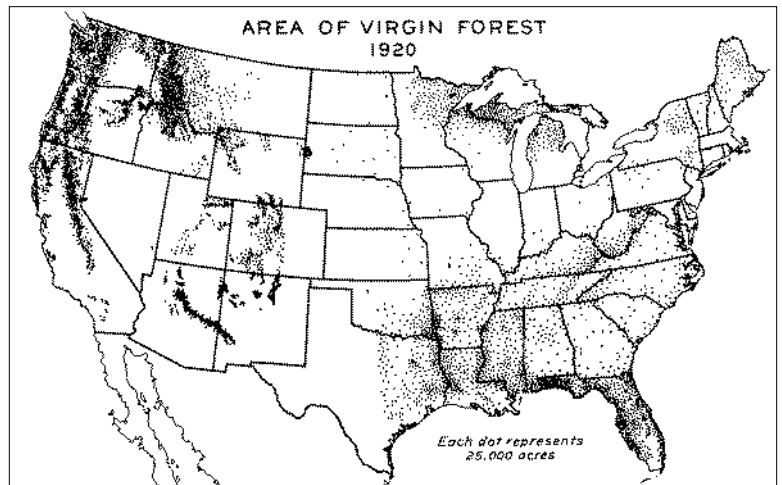 AREA OF VIRGIN FOREST
1920
Each dot represents
25,000 acres